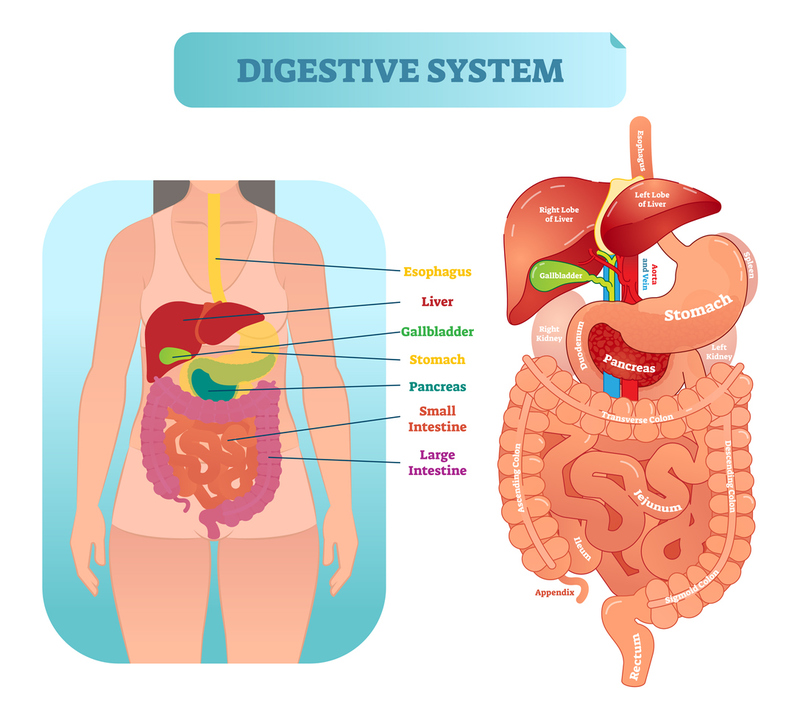 DIGESTIVE SYSTEM
Esophagus
Liver
Gallbladder
Stomach
Pancreas
Small
Intestine
Large
Intestine
Esophagus
Right Lobe
of Liver
Left Lobe
of Liver
Gallbladder
Aorta
and Vein
Spleen
Stomach
Right
Kidney
Duodenum
Left
Kidney
Pancreas
Transverse Colon
Ascending Colon
Descending Colon
Jejunum
Ileum
Appendix
Sigmoid Colon
Rectum